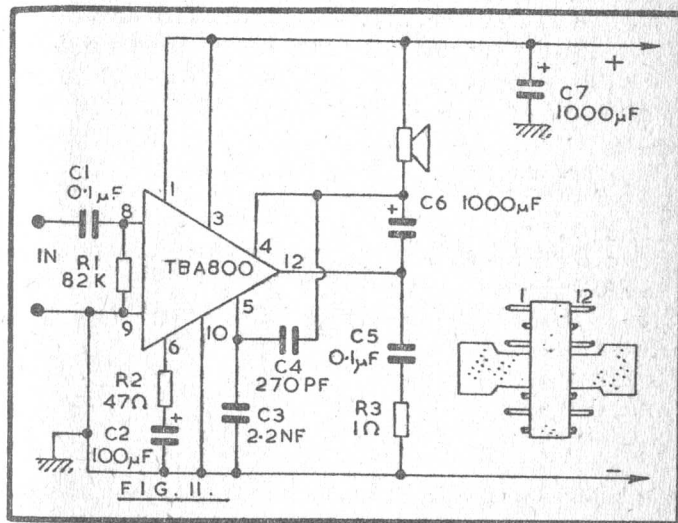 +
C7
1000µF
C1
0·1µF
1
8
3
+ C6 1000µF
4
IN
R1
82K
TBA800
12
1 12
9
5
10
6
C5
0·1µF
R2
47Ω
C4
270PF
+
C3
2·2NF
R3
1Ω
C2
100µF
−
FIG. 11.